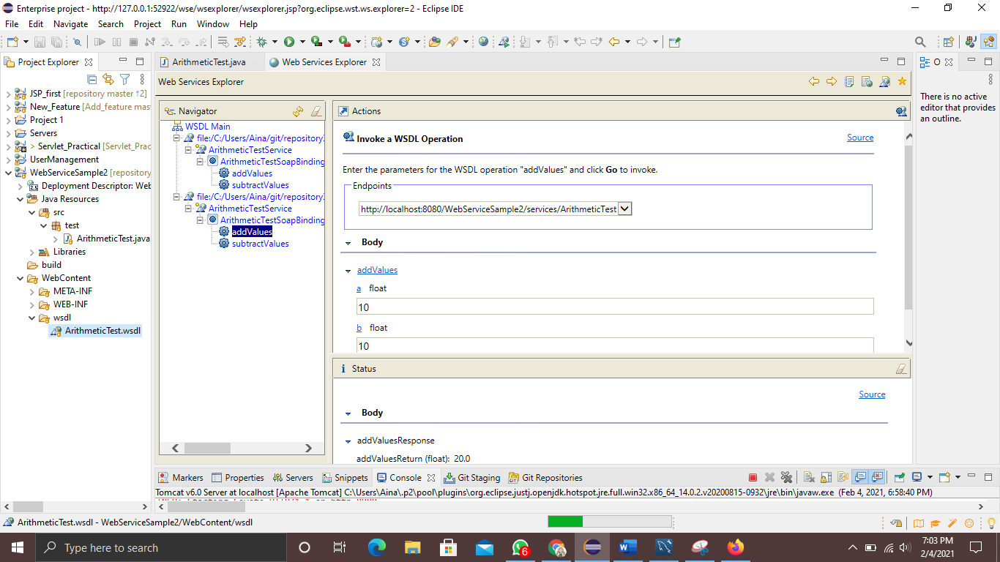 Enterprise project - http://127.0.0.1:52922/wse/wsexplorer/wsexplorer.jsp?org.eclipse.wst.ws.explorer=2 - Eclipse IDE
File Edit Navigate Search Project Run Window Help
Project Explorer
JSP_first [repository master ↑2]
New_Feature [Add_feature mas
Project 1
Servers
> Servlet_Practical [Servlet_Prac
UserManagement
WebServiceSample2 [repository
Deployment Descriptor: Web
Java Resources
src
test
ArithmeticTest.java
Libraries
build
WebContent
META-INF
WEB-INF
wsdl
ArithmeticTest.wsdl
ArithmeticTest.java
Web Services Explorer
Web Services Explorer
Navigator
WSDL Main
file:/C:/Users/Aina/git/repository
ArithmeticTestService
ArithmeticTestSoapBinding
addValues
subtractValues
file:/C:/Users/Aina/git/repository
ArithmeticTestService
ArithmeticTestSoapBinding
addValues
subtractValues
Actions
Invoke a WSDL Operation
Source
Enter the parameters for the WSDL operation "addValues" and click Go to invoke.
Endpoints
http://localhost:8080/WebServiceSample2/services/ArithmeticTest
Body
addValues
a float
10
b float
10
Status
Source
Body
addValuesResponse
addValuesReturn (float): 20.0
O
There is no active
editor that provides
an outline.
Markers Properties Servers Snippets Console Git Staging Git Repositories
Tomcat v6.0 Server at localhost [Apache Tomcat] C:\Users\Aina\.p2\pool\plugins\org.eclipse.justj.openjdk.hotspot.jre.full.win32.x86_64_14.0.2.v20200815-0932\jre\bin\javaw.exe (Feb 4, 2021, 6:58:40 PM)
ArithmeticTest.wsdl - WebServiceSample2/WebContent/wsdl
Type here to search
6
7:03 PM
2/4/2021